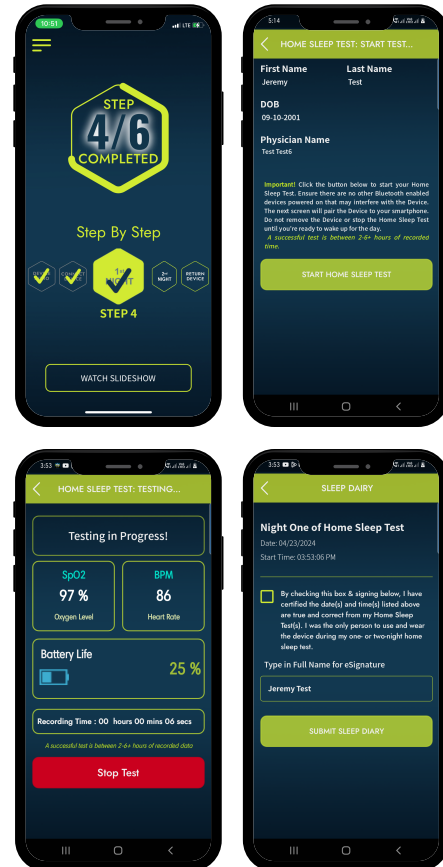 10:51
LTE
STEP
4/6
COMPLETED
Step By Step
1ST
NIGHT
2ND
NIGHT
RETURN
DEVICE
STEP 4
WATCH SLIDESHOW
5:14
HOME SLEEP TEST: START TEST...
First Name Last Name
Jeremy Test
DOB
09-10-2001
Physician Name
Test Test6
Important! Click the button below to start your Home
Sleep Test. Ensure there are no other Bluetooth enabled
devices powered on that may interfere with the Device.
The next screen will pair the Device to your smartphone.
Do not remove the Device or stop the Home Sleep Test
until you're ready to wake up for the day.
A successful test is between 2-6+ hours of recorded
time.
START HOME SLEEP TEST
3:53
HOME SLEEP TEST: TESTING...
Testing in Progress!
SpO2 BPM
97 % 86
Oxygen Level Heart Rate
Battery Life
25 %
Recording Time : 00 hours 00 mins 06 secs
A successful test is between 2-6+ hours of recorded data
Stop Test
3:53
SLEEP DAIRY
Night One of Home Sleep Test
Date: 04/23/2024
Start Time: 03:53:06 PM
By checking this box & signing below, I have
certified the date(s) and time(s) listed above
are true and correct from my Home Sleep
Test(s). I was the only person to use and wear
the device during my one- or two-night home
sleep test.
Type in Full Name for eSignature
Jeremy Test
SUBMIT SLEEP DIARY